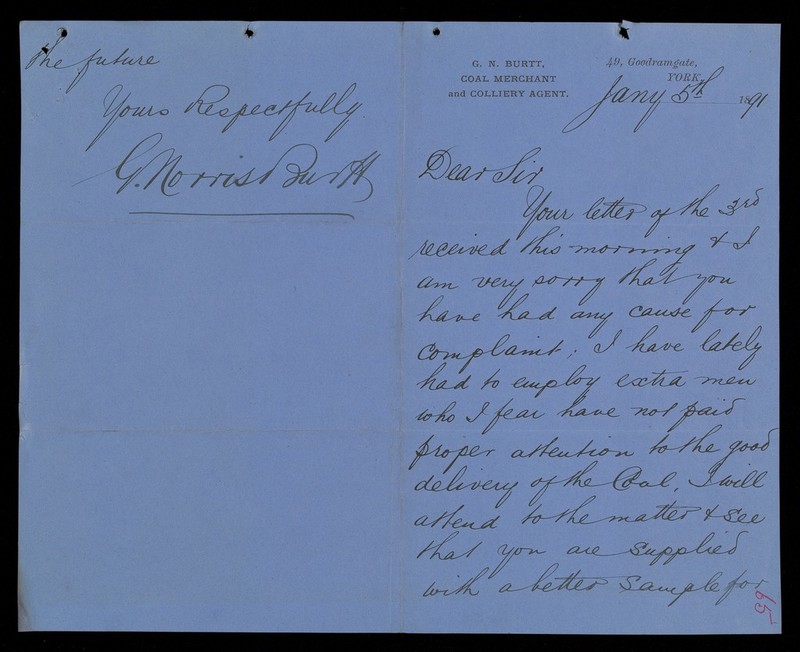 G. N. BURTT,
COAL MERCHANT
and COLLIERY AGENT.
49, Goodramgate,
YORK,
Jany 5th 1891
Dear Sir
Your letter of the 3rd
received this morning & I
am very sorry that you
have had any cause for
complaint; I have lately
had to employ extra men
who I fear have not paid
proper attention to the good
delivery of the Coal, I will
attend to the matter & see
that you are supplied
with a better sample for
59
the future
Yours Respectfully
G. Norris Burtt